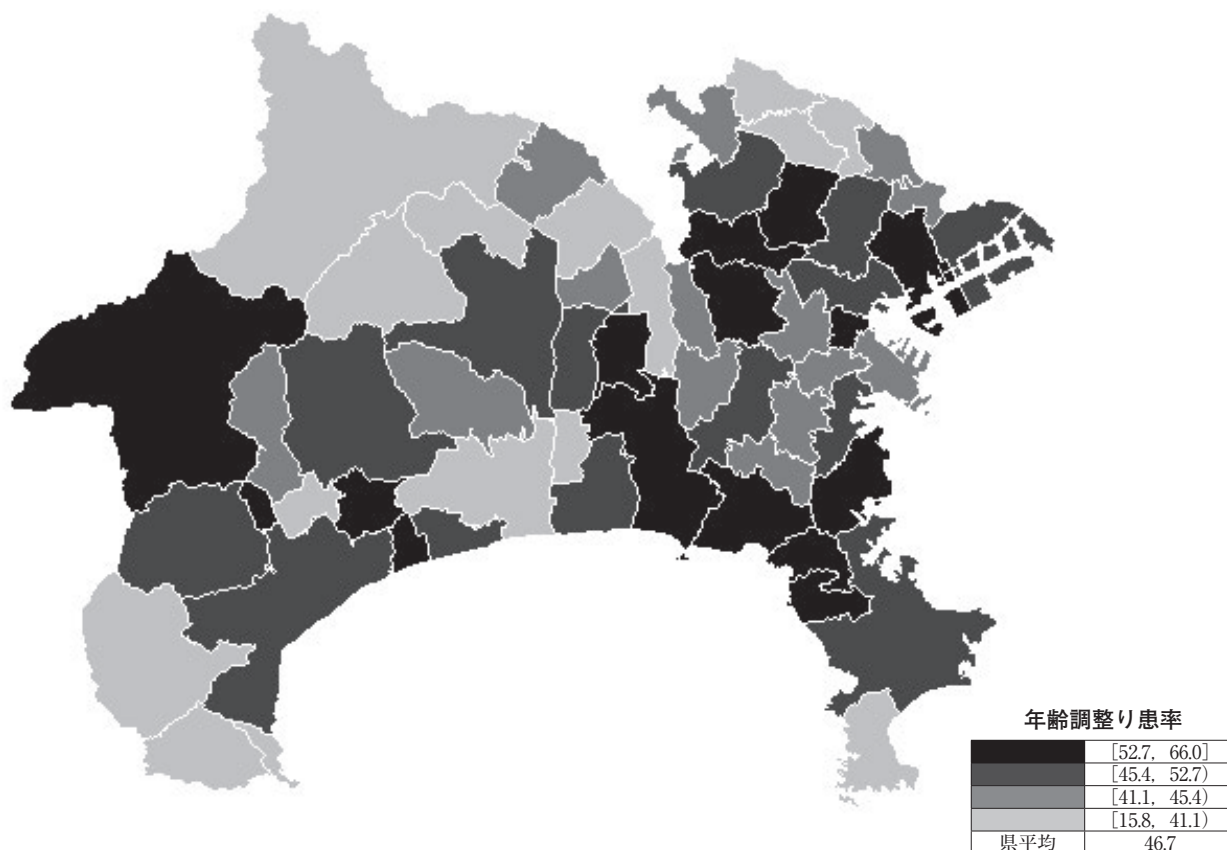 年齢調整り患率
[52.7, 66.0]
[45.4, 52.7)
[41.1, 45.4)
[15.8, 41.1)
県平均 46.7